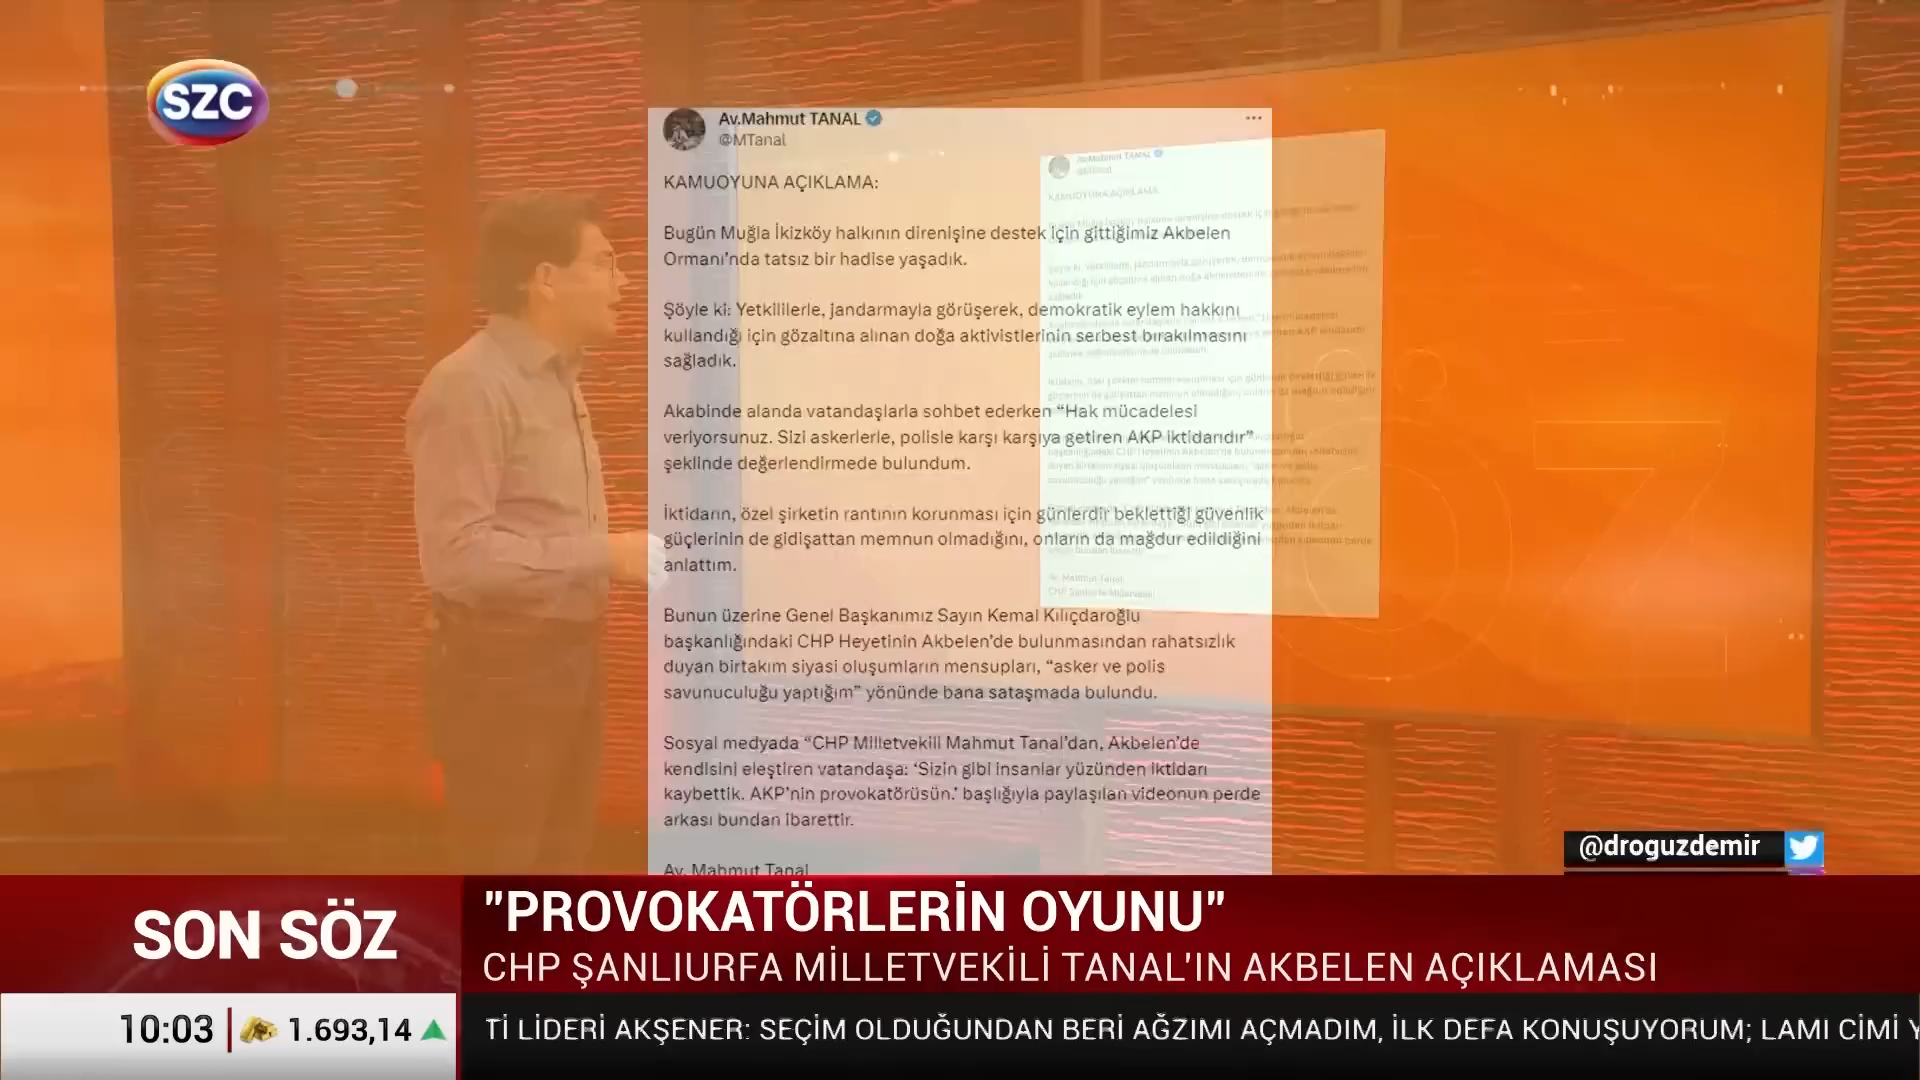 SZC
Av.Mahmut TANAL
@MTanal
KAMUOYUNA AÇIKLAMA:
Bugün Muğla İkizköy halkının direnişine destek için gittiğimiz Akbelen
Ormanı’nda tatsız bir hadise yaşadık.
Şöyle ki: Yetkililerle, jandarmayla görüşerek, demokratik eylem hakkını
kullandığı için gözaltına alınan doğa aktivistlerinin serbest bırakılmasını
sağladık.
Akabinde alanda vatandaşlarla sohbet ederken “Hak mücadelesi
veriyorsunuz. Sizi askerlerle, polisle karşı karşıya getiren AKP iktidarıdır”
şeklinde değerlendirmede bulundum.
İktidarın, özel şirketin rantının korunması için günlerdir beklettiği güvenlik
güçlerinin de gidişattan memnun olmadığını, onların da mağdur edildiğini
anlattım.
Bunun üzerine Genel Başkanımız Sayın Kemal Kılıçdaroğlu
başkanlığındaki CHP Heyetinin Akbelen’de bulunmasından rahatsızlık
duyan birtakım siyasi oluşumların mensupları, “asker ve polis
savunuculuğu yaptığım” yönünde bana sataşmada bulundu.
Sosyal medyada “CHP Milletvekili Mahmut Tanal’dan, Akbelen’de
kendisini eleştiren vatandaşa: ‘Sizin gibi insanlar yüzünden iktidarı
kaybettik. AKP’nin provokatörüsün.’ başlığıyla paylaşılan videonun perde
arkası bundan ibarettir.
Av. Mahmut Tanal
@droguzdemir
SON SÖZ
"PROVOKATÖRLERİN OYUNU"
CHP ŞANLIURFA MİLLETVEKİLİ TANAL'IN AKBELEN AÇIKLAMASI
10:03 1.693,14
Tİ LİDERİ AKŞENER: SEÇİM OLDUĞUNDAN BERİ AĞZIMI AÇMADIM, İLK DEFA KONUŞUYORUM; LAMI CİMİ Y